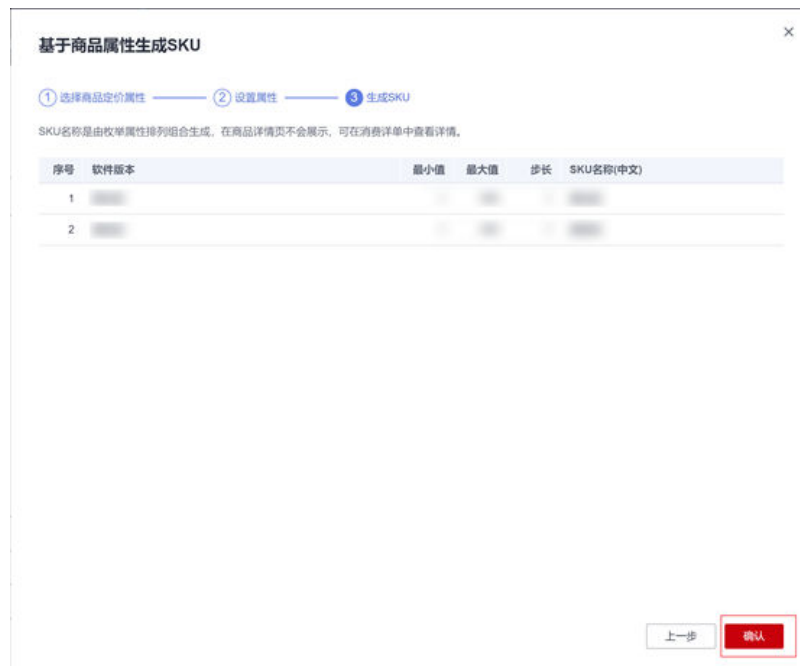 基于商品属性生成SKU
1 选择商品定价属性 2 设置属性 3 生成SKU
SKU名称是由枚举属性排列组合生成，在商品详情页不会展示，可在消费详单中查看详情。
序号 软件版本 最小值 最大值 步长 SKU名称(中文)
1
2
上一步 确认